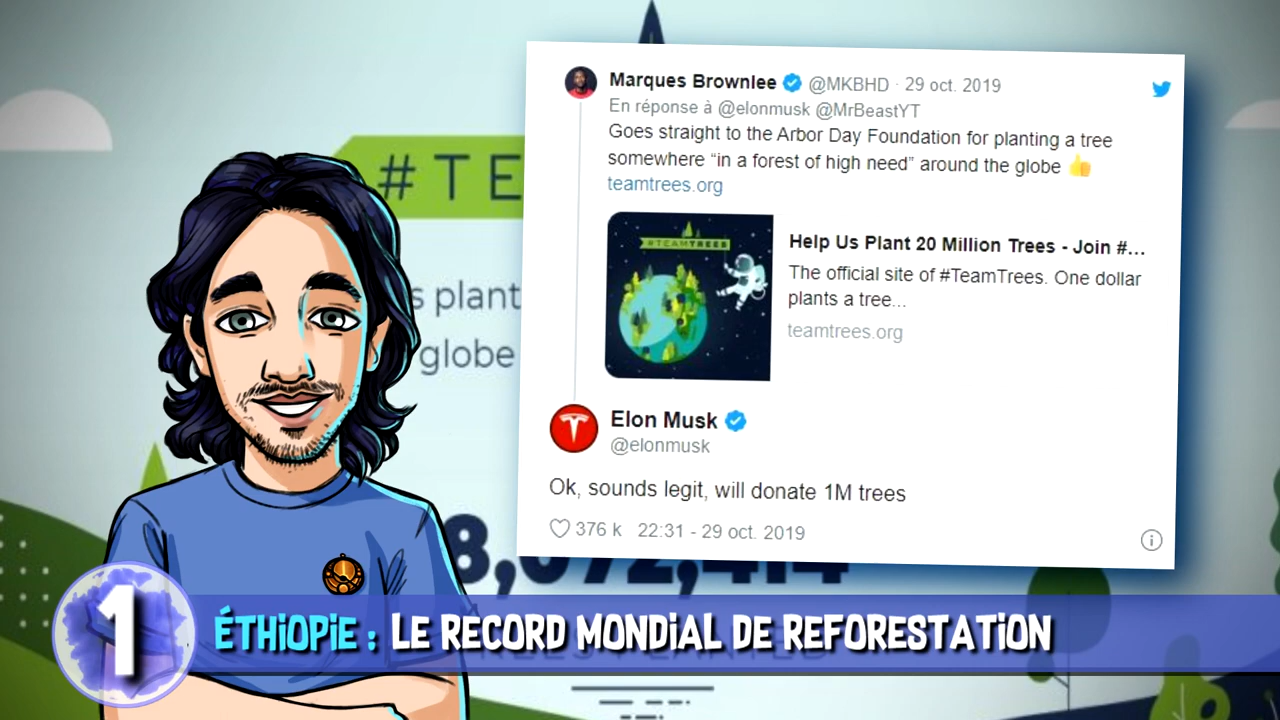 Marques Brownlee @MKBHD · 29 oct. 2019
En réponse à @elonmusk @MrBeastYT
Goes straight to the Arbor Day Foundation for planting a tree
somewhere “in a forest of high need” around the globe 👍
teamtrees.org
#TEAMTREES
Help Us Plant 20 Million Trees - Join #...
The official site of #TeamTrees. One dollar
plants a tree...
teamtrees.org
Elon Musk
@elonmusk
Ok, sounds legit, will donate 1M trees
376 k 22:31 - 29 oct. 2019
#TE
s plant
globe
1
ÉTHIOPIE : LE RECORD MONDIAL DE REFORESTATION